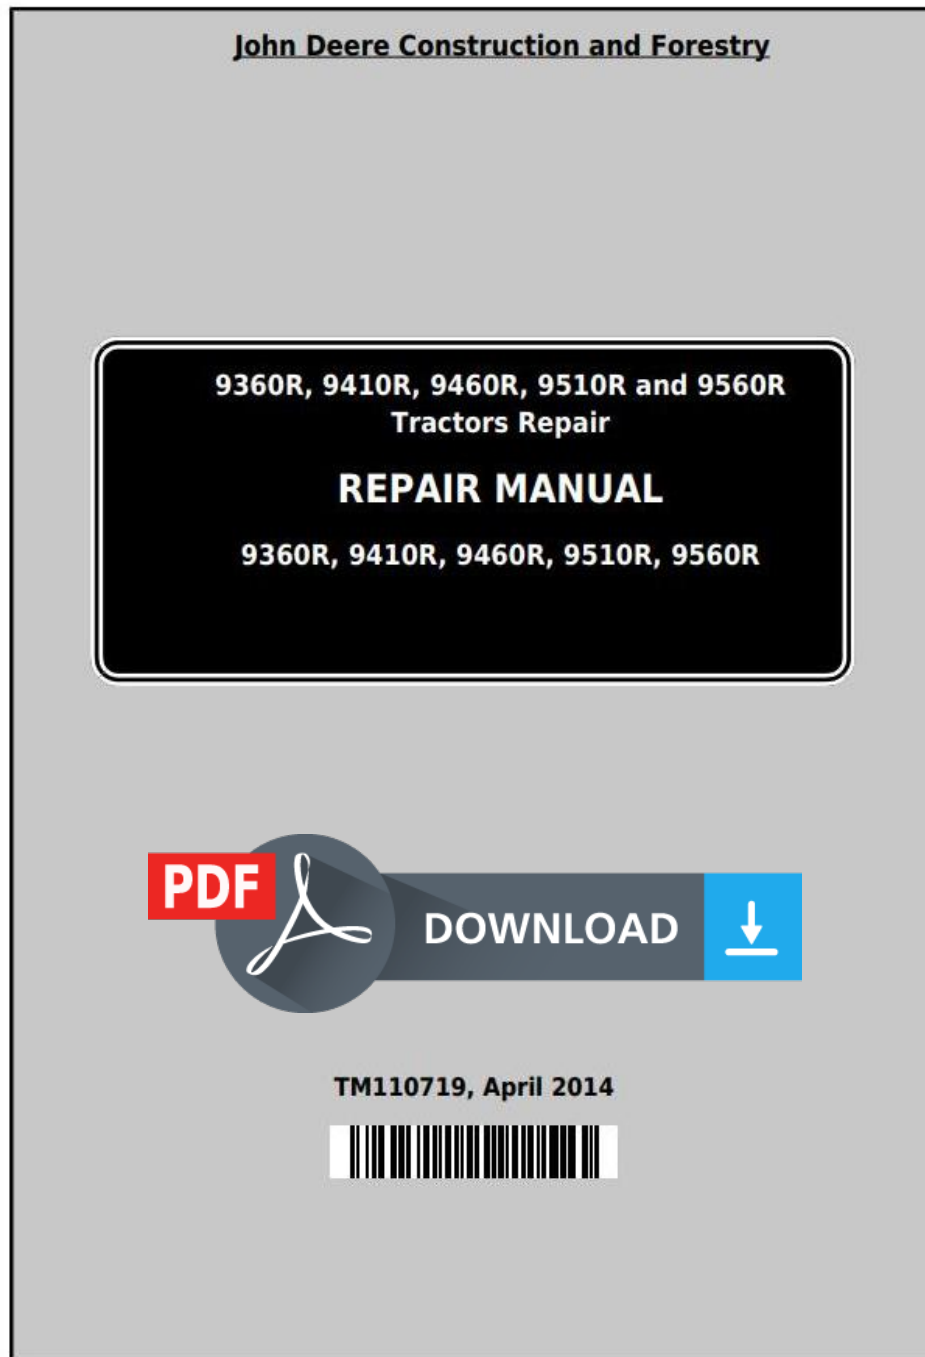 John Deere Construction and Forestry
9360R, 9410R, 9460R, 9510R and 9560R
Tractors Repair
REPAIR MANUAL
9360R, 9410R, 9460R, 9510R, 9560R
PDF
DOWNLOAD
TM110719, April 2014